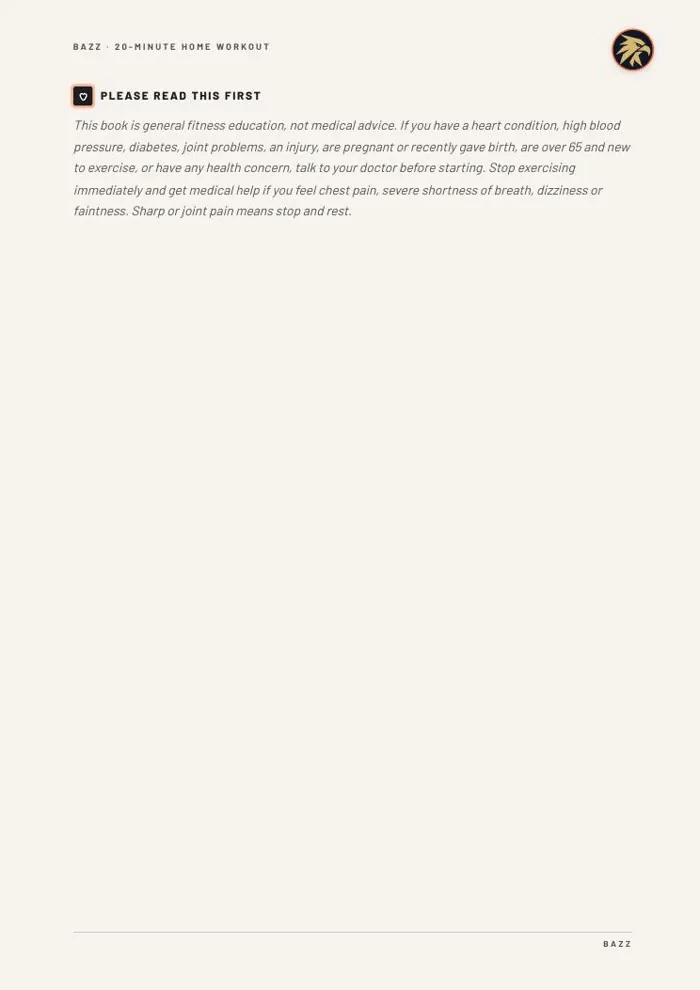 BAZZ · 20-MINUTE HOME WORKOUT
PLEASE READ THIS FIRST
This book is general fitness education, not medical advice. If you have a heart condition, high blood
pressure, diabetes, joint problems, an injury, are pregnant or recently gave birth, are over 65 and new
to exercise, or have any health concern, talk to your doctor before starting. Stop exercising
immediately and get medical help if you feel chest pain, severe shortness of breath, dizziness or
faintness. Sharp or joint pain means stop and rest.
BAZZ